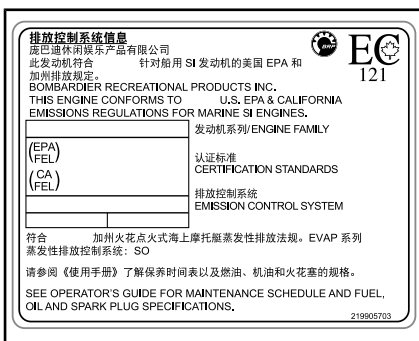 排放控制系统信息
庞巴迪休闲娱乐产品有限公司
此发动机符合 针对船用 SI 发动机的美国 EPA 和
加州排放规定。
BOMBARDIER RECREATIONAL PRODUCTS INC.
THIS ENGINE CONFORMS TO U.S. EPA & CALIFORNIA
EMISSIONS REGULATIONS FOR MARINE SI ENGINES.
BRP
EC
121
发动机系列/ENGINE FAMILY
(EPA FEL)
(CA FEL)
认证标准
CERTIFICATION STANDARDS
排放控制系统
EMISSION CONTROL SYSTEM
符合 加州火花点火式海上摩托艇蒸发性排放法规。EVAP 系列
蒸发性排放控制系统：SO
请参阅《使用手册》了解保养时间表以及燃油、机油和火花塞的规格。
SEE OPERATOR'S GUIDE FOR MAINTENANCE SCHEDULE AND FUEL,
OIL AND SPARK PLUG SPECIFICATIONS.
219905703